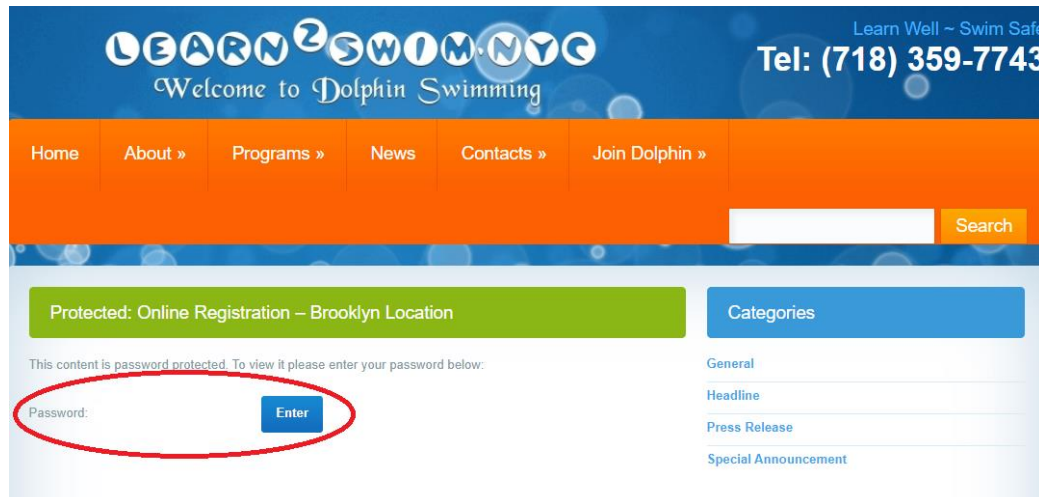 LEARN2SWIM.NYC
Welcome to Dolphin Swimming
Learn Well ~ Swim Safe
Tel: (718) 359-7743
Home About » Programs » News Contacts » Join Dolphin »
Search
Protected: Online Registration – Brooklyn Location
This content is password protected. To view it please enter your password below:
Password: Enter
Categories
General
Headline
Press Release
Special Announcement